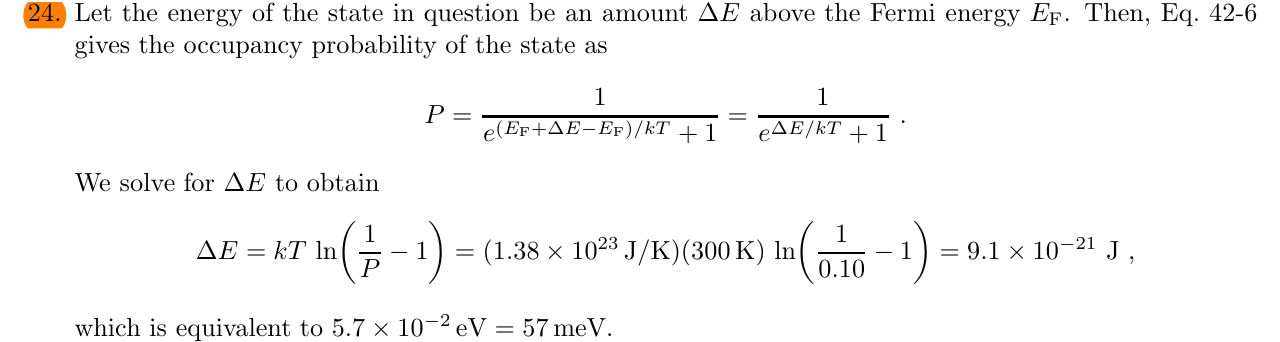 24. Let the energy of the state in question be an amount ΔE above the Fermi energy E_F. Then, Eq. 42-6
gives the occupancy probability of the state as
P = \frac{1}{e^{(E_F+ΔE−E_F)/kT} + 1} = \frac{1}{e^{ΔE/kT} + 1} .
We solve for ΔE to obtain
ΔE = kT ln(\frac{1}{P} − 1) = (1.38 × 10^{23} J/K)(300 K) ln(\frac{1}{0.10} − 1) = 9.1 × 10^{−21} J ,
which is equivalent to 5.7 × 10^{−2} eV = 57 meV.